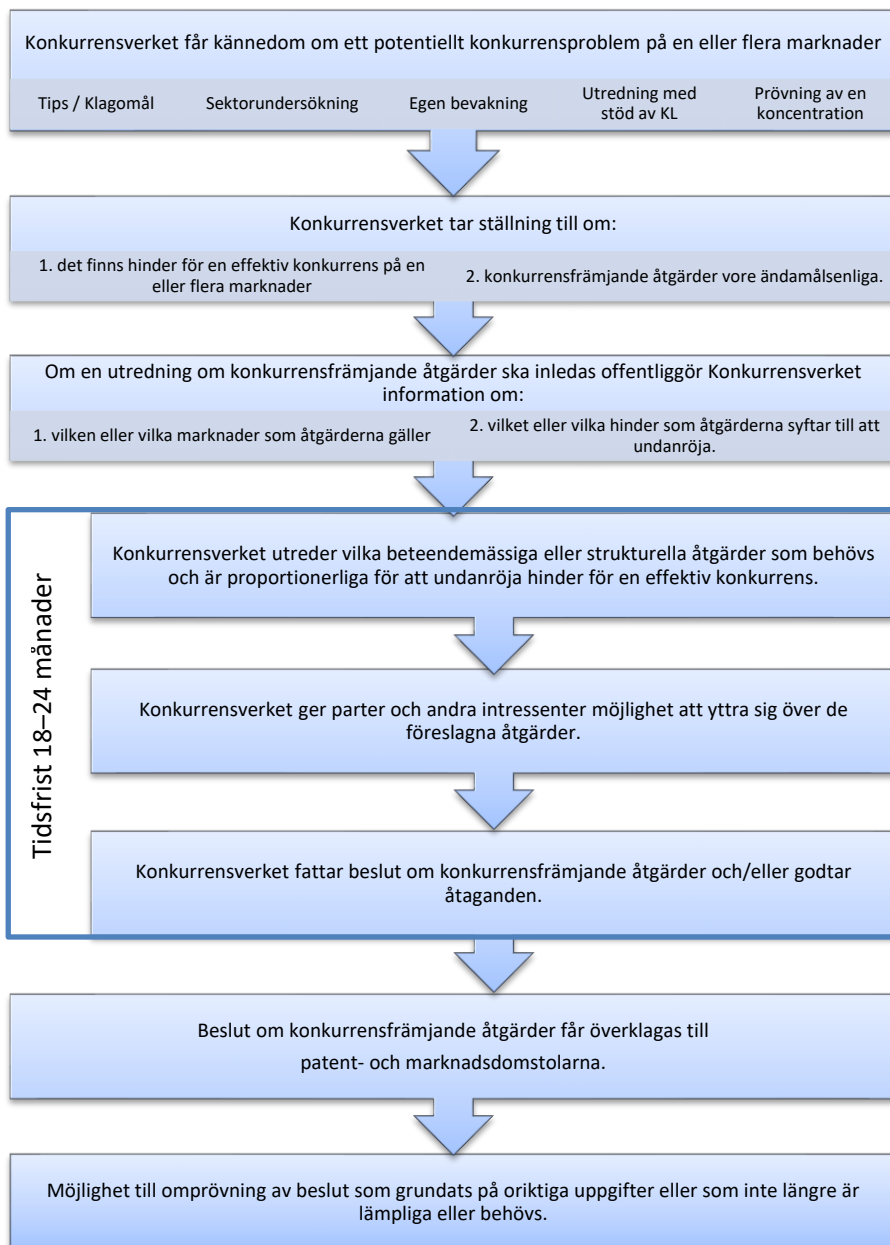 Konkurrensverket får kännedom om ett potentiellt konkurrensproblem på en eller flera marknader
Tips / Klagomål
Sektorundersökning
Egen bevakning
Utredning med
stöd av KL
Prövning av en
koncentration
Konkurrensverket tar ställning till om:
1. det finns hinder för en effektiv konkurrens på en
eller flera marknader
2. konkurrensfrämjande åtgärder vore ändamålsenliga.
Om en utredning om konkurrensfrämjande åtgärder ska inledas offentliggör Konkurrensverket
information om:
1. vilken eller vilka marknader som åtgärderna gäller
2. vilket eller vilka hinder som åtgärderna syftar till att
undanröja.
Tidsfrist 18–24 månader
Konkurrensverket utreder vilka beteendemässiga eller strukturella åtgärder som behövs
och är proportionerliga för att undanröja hinder för en effektiv konkurrens.
Konkurrensverket ger parter och andra intressenter möjlighet att yttra sig över de
föreslagna åtgärder.
Konkurrensverket fattar beslut om konkurrensfrämjande åtgärder och/eller godtar
åtaganden.
Beslut om konkurrensfrämjande åtgärder får överklagas till
patent- och marknadsdomstolarna.
Möjlighet till omprövning av beslut som grundats på oriktiga uppgifter eller som inte längre är
lämpliga eller behövs.